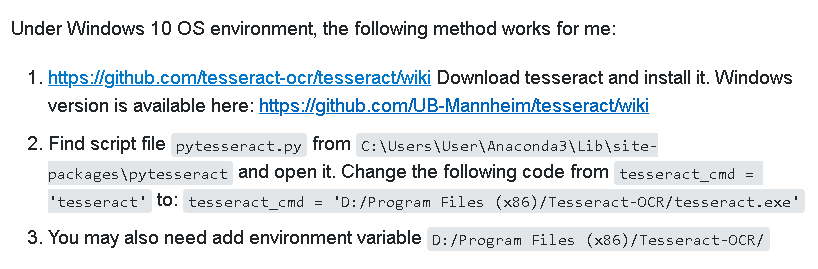 Under Windows 10 OS environment, the following method works for me:
1. https://github.com/tesseract-ocr/tesseract/wiki Download tesseract and install it. Windows
version is available here: https://github.com/UB-Mannheim/tesseract/wiki
2. Find script file pytesseract.py from C:\Users\User\Anaconda3\Lib\site-
packages\pytesseract and open it. Change the following code from tesseract_cmd =
'tesseract' to: tesseract_cmd = 'D:/Program Files (x86)/Tesseract-OCR/tesseract.exe'
3. You may also need add environment variable D:/Program Files (x86)/Tesseract-OCR/